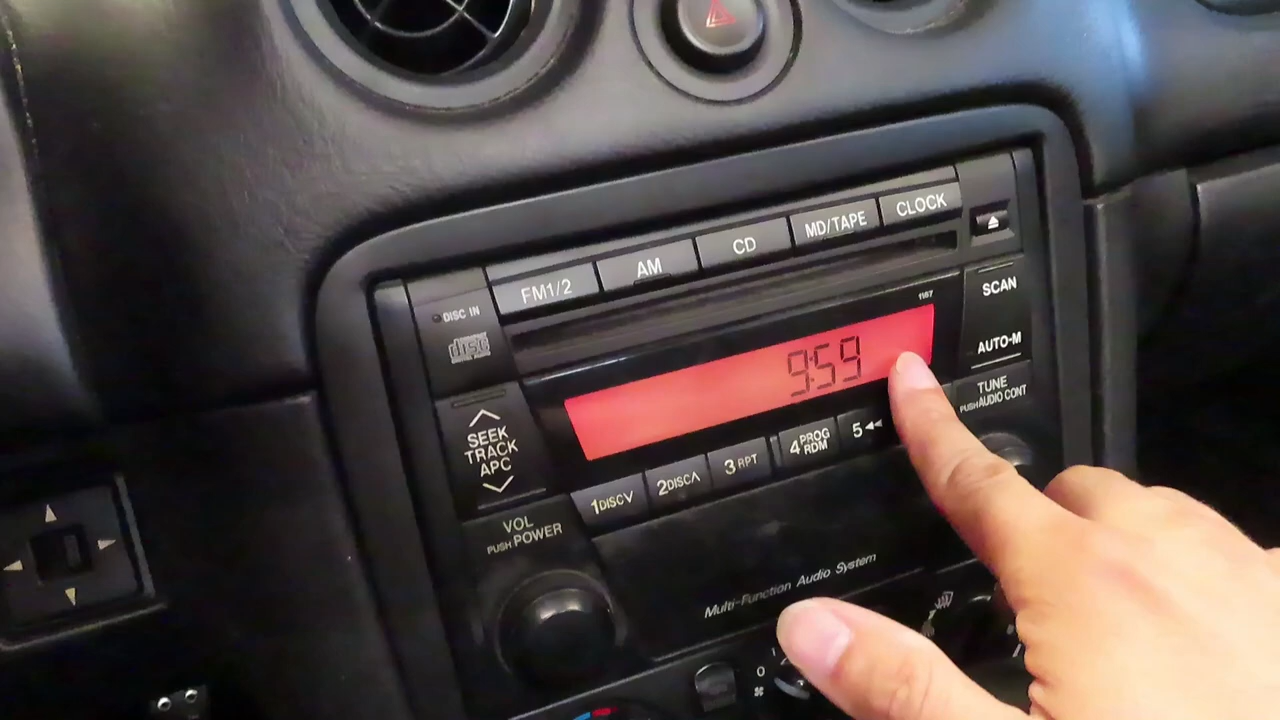 FM1/2
AM
CD
MD/TAPE
CLOCK
DISC IN
disc
1187
9:59
SCAN
AUTO-M
SEEK
TRACK
APC
TUNE
PUSH AUDIO CONT
1 DISC∨
2 DISC∧
3 RPT
4 PROG
RDM
5 ◀◀
VOL
PUSH POWER
Multi-Function Audio System
0